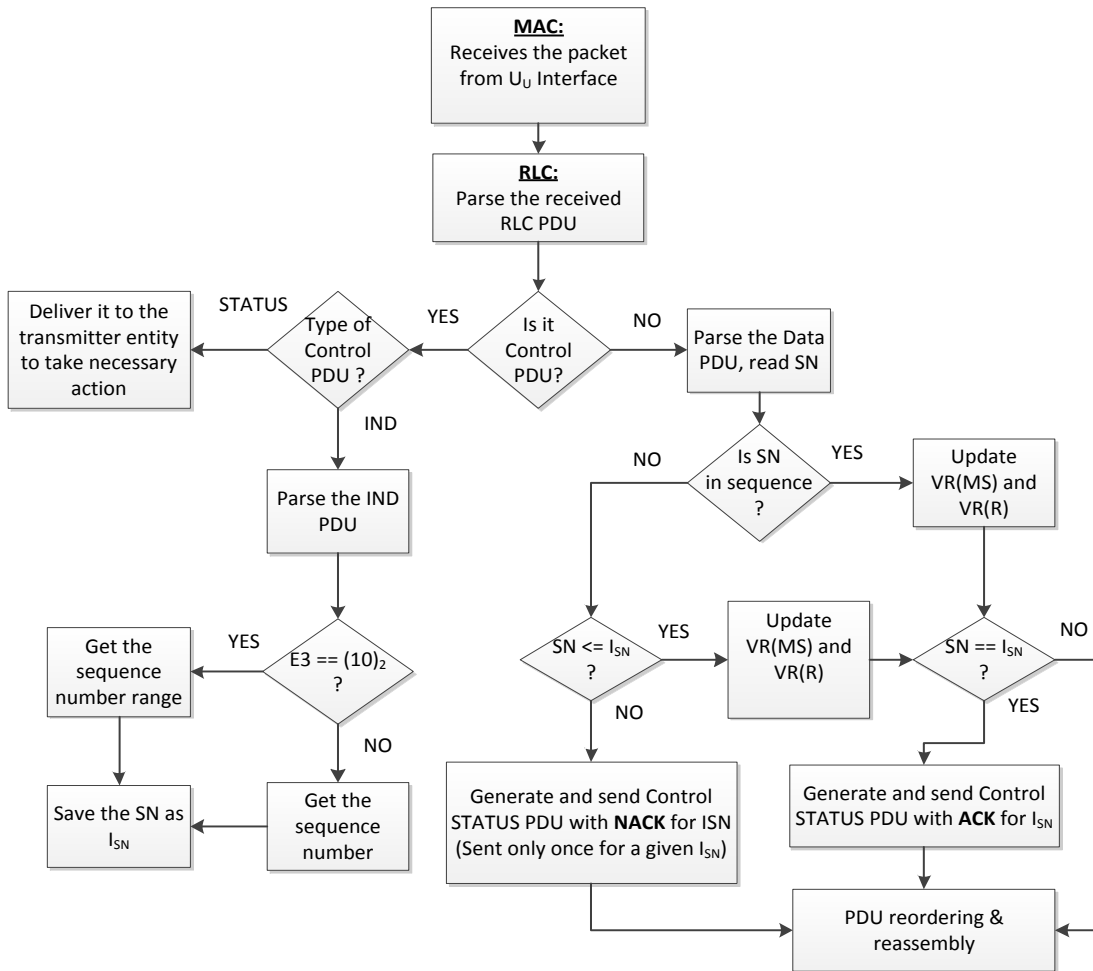 MAC:
Receives the packet
from UU Interface
RLC:
Parse the received
RLC PDU
STATUS
YES
NO
Deliver it to the
transmitter entity
to take necessary
action
Type of
Control
PDU ?
Is it
Control
PDU?
Parse the Data
PDU, read SN
IND
NO
YES
Parse the IND
PDU
Is SN
in sequence
?
Update
VR(MS) and
VR(R)
YES
Get the
sequence
number range
E3 == (10)2
?
SN <= ISN
?
YES
Update
VR(MS) and
VR(R)
SN == ISN
?
NO
NO
NO
YES
Save the SN as
ISN
Get the
sequence
number
Generate and send Control
STATUS PDU with NACK for ISN
(Sent only once for a given ISN)
Generate and send Control
STATUS PDU with ACK for ISN
PDU reordering &
reassembly